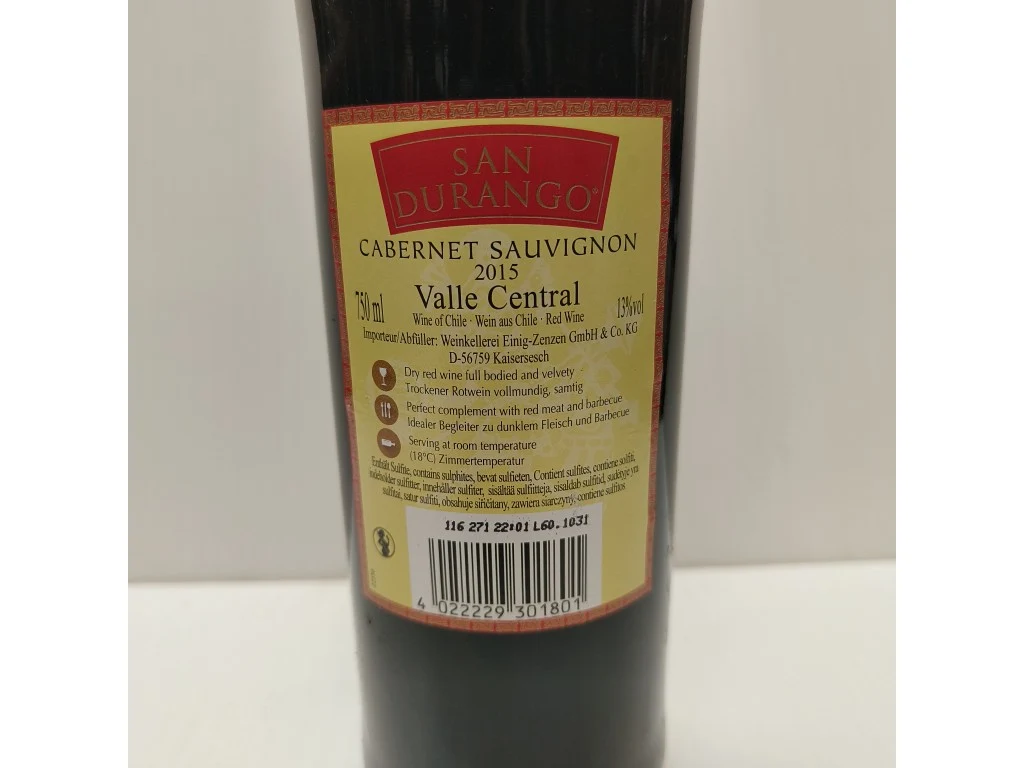 SAN
DURANGO®
CABERNET SAUVIGNON
2015
Valle Central
750 ml
13%vol
Wine of Chile · Wein aus Chile · Red Wine
Importeur/Abfüller: Weinkellerei Einig-Zenzen GmbH & Co. KG
D-56759 Kaisersesch
Dry red wine full bodied and velvety
Trockener Rotwein vollmundig, samtig
Perfect complement with red meat and barbecue
Idealer Begleiter zu dunklem Fleisch und Barbecue
Serving at room temperature
(18°C) Zimmertemperatur
Enthält Sulfite, contains sulphites, bevat sulfieten, Contient sulfites, contiene solfiti,
indeholder sulfitter, innehåller sulfiter, sisältää sulfiitteja, sisaldab sulfitid, sudėtyje yra
sulfitai, satur sulfiti, obsahuje siřičitany, zawiera siarczyny, contiene sulfitos.
116 271 22:01 L60.1031
4 022229 301801